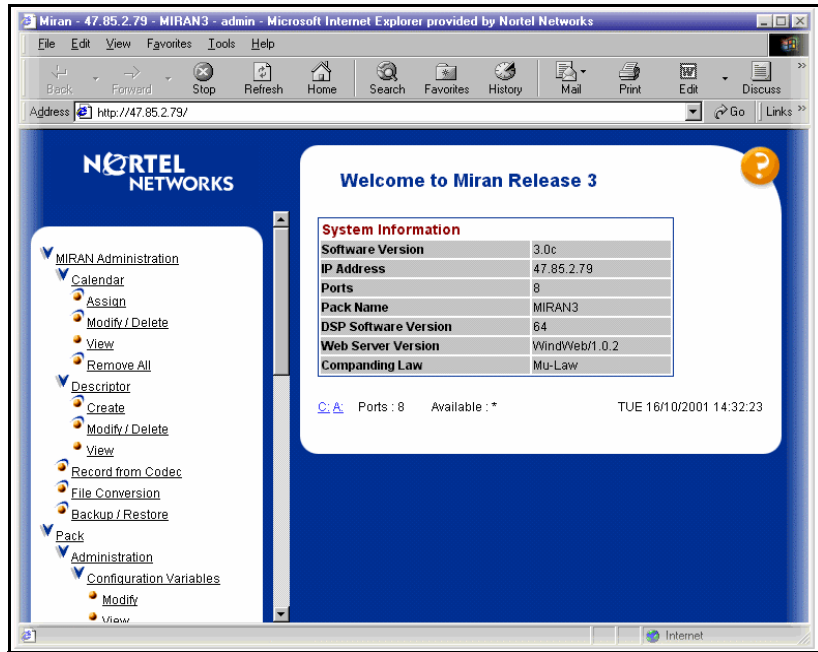 Miran - 47.85.2.79 - MIRAN3 - admin - Microsoft Internet Explorer provided by Nortel Networks
File Edit View Favorites Tools Help
Back Forward Stop Refresh Home Search Favorites History Mail Print Edit Discuss
Address http://47.85.2.79/ Go Links
NORTEL
NETWORKS
MIRAN Administration
Calendar
Assign
Modify / Delete
View
Remove All
Descriptor
Create
Modify / Delete
View
Record from Codec
File Conversion
Backup / Restore
Pack
Administration
Configuration Variables
Modify
View
Welcome to Miran Release 3
?
System Information
Software Version 3.0c
IP Address 47.85.2.79
Ports 8
Pack Name MIRAN3
DSP Software Version 64
Web Server Version WindWeb/1.0.2
Companding Law Mu-Law
C: A: Ports : 8 Available : * TUE 16/10/2001 14:32:23
Internet